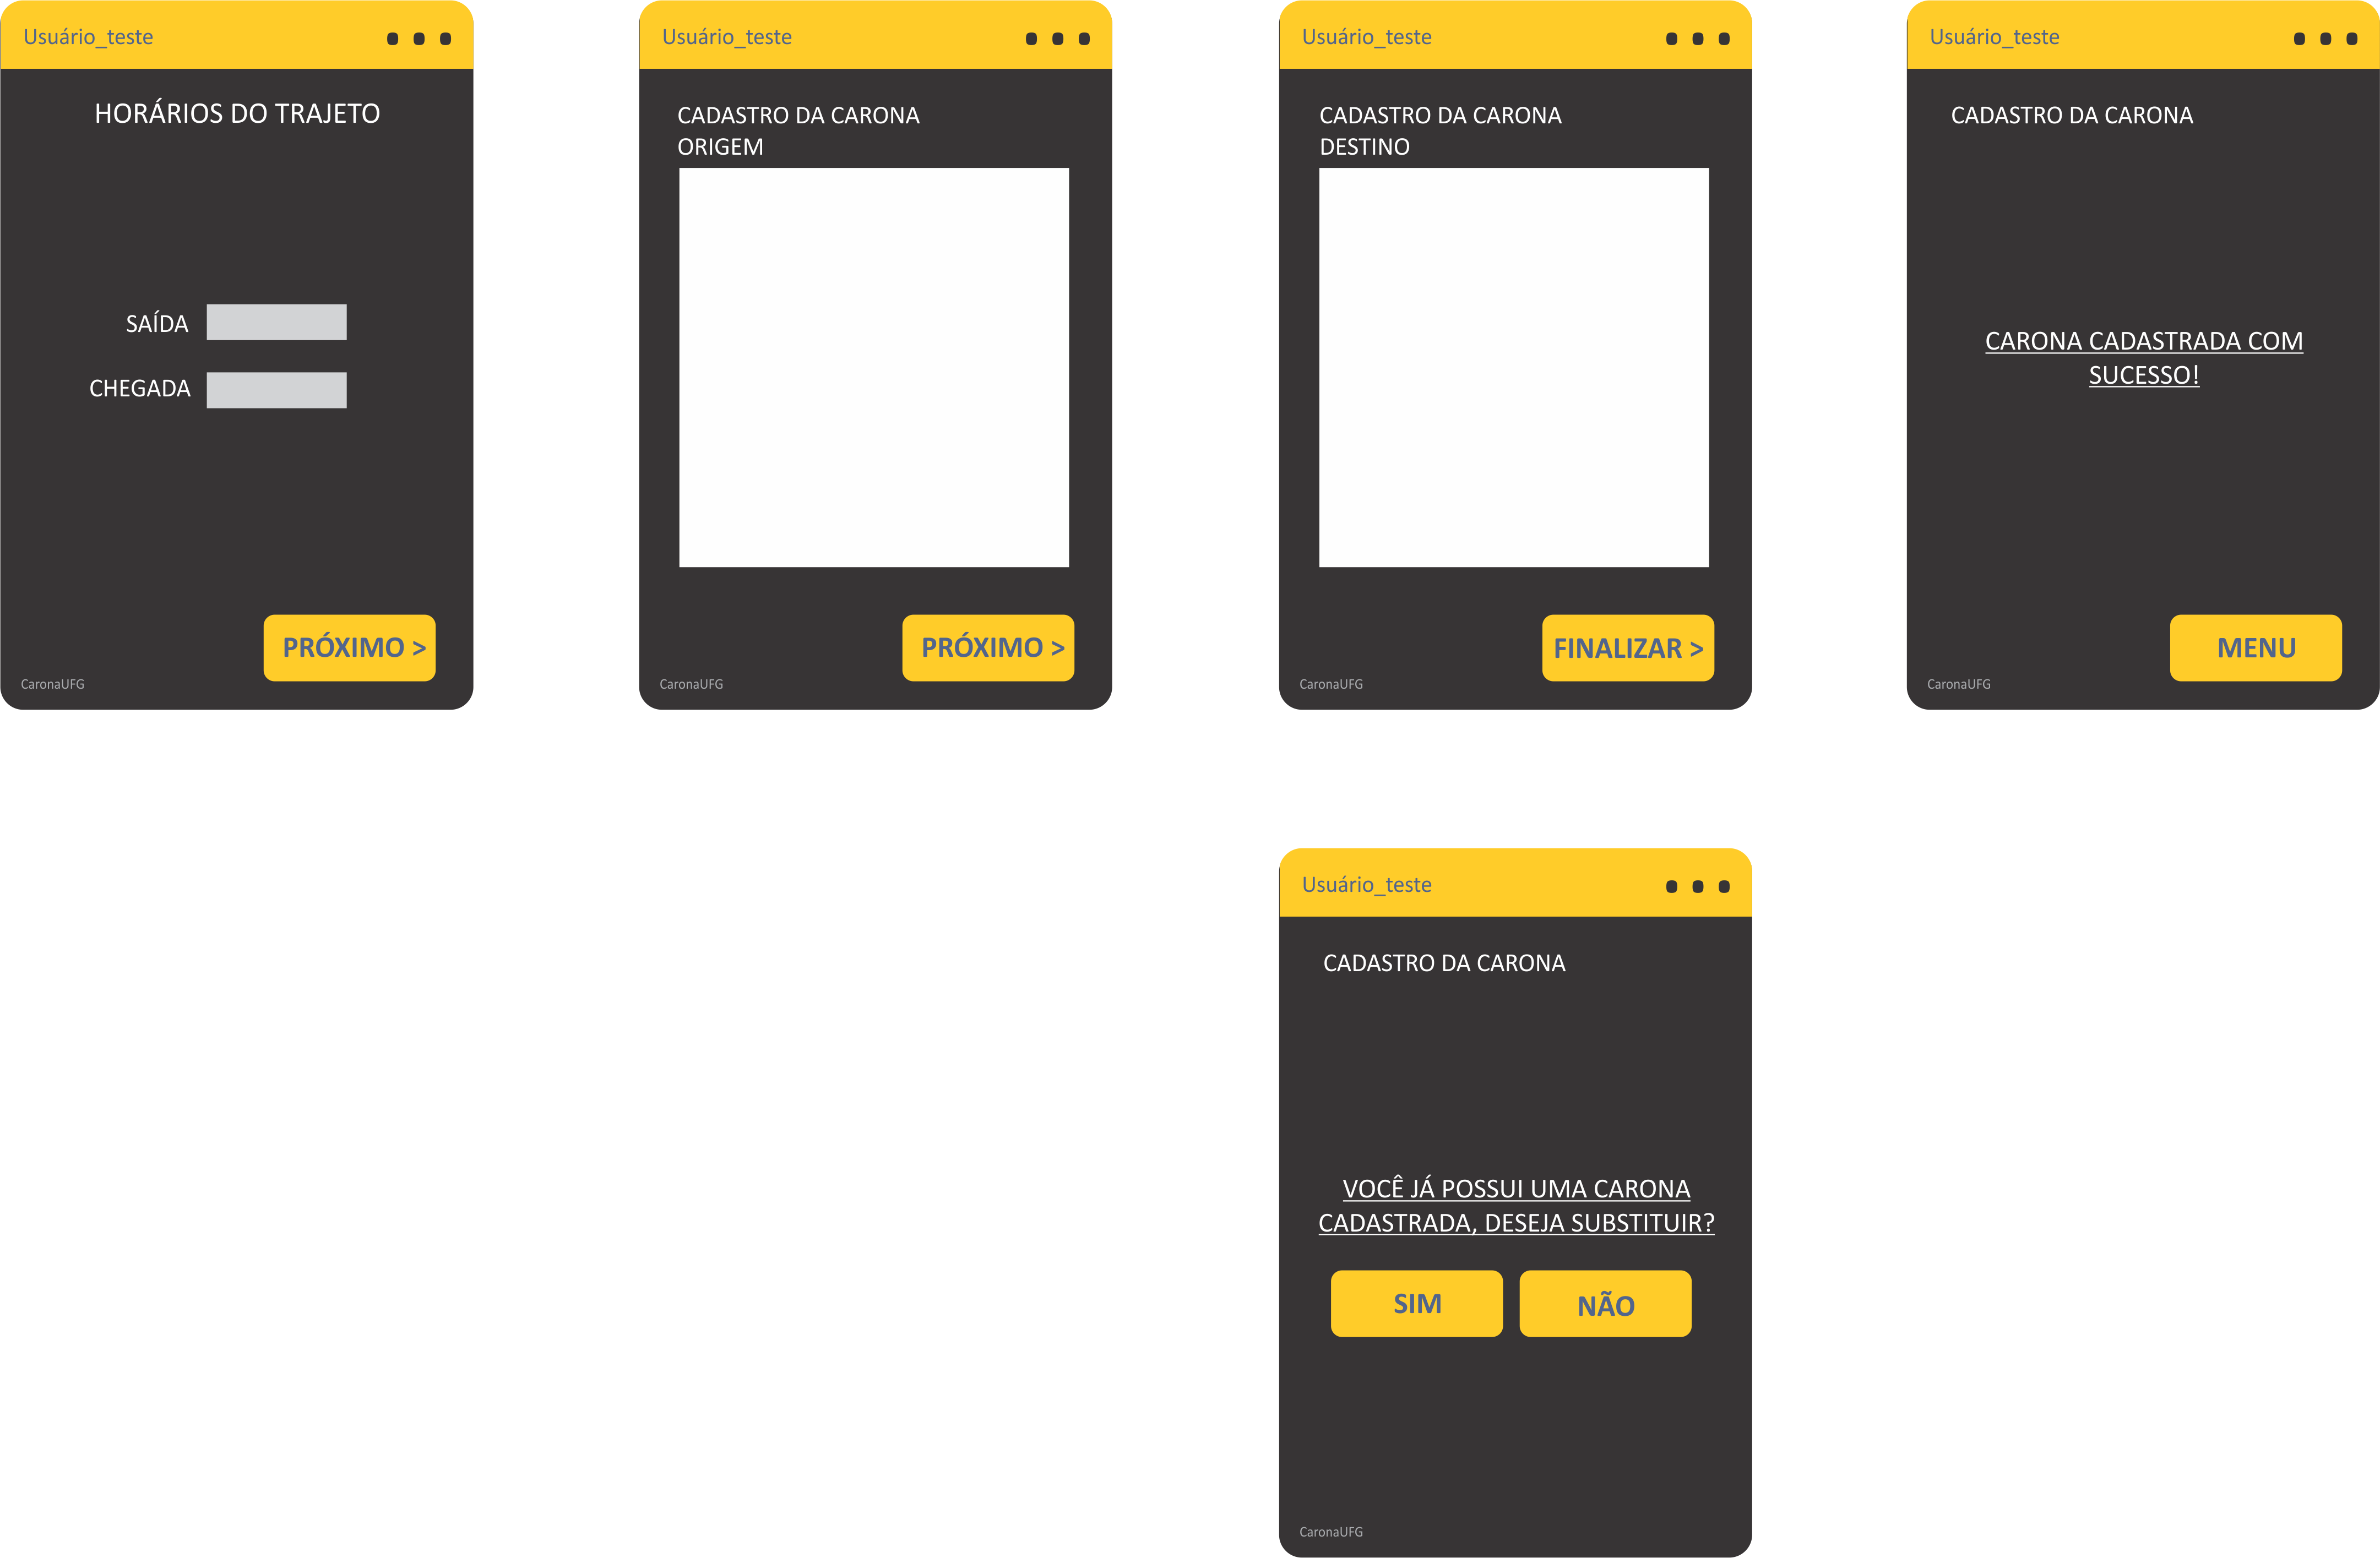 Usuário_teste
HORÁRIOS DO TRAJETO
SAÍDA
CHEGADA
PRÓXIMO >
CaronaUFG
Usuário_teste
CADASTRO DA CARONA
ORIGEM
PRÓXIMO >
CaronaUFG
Usuário_teste
CADASTRO DA CARONA
DESTINO
FINALIZAR >
CaronaUFG
Usuário_teste
CADASTRO DA CARONA
CARONA CADASTRADA COM
SUCESSO!
MENU
CaronaUFG
Usuário_teste
CADASTRO DA CARONA
VOCÊ JÁ POSSUI UMA CARONA
CADASTRADA, DESEJA SUBSTITUIR?
SIM
NÃO
CaronaUFG